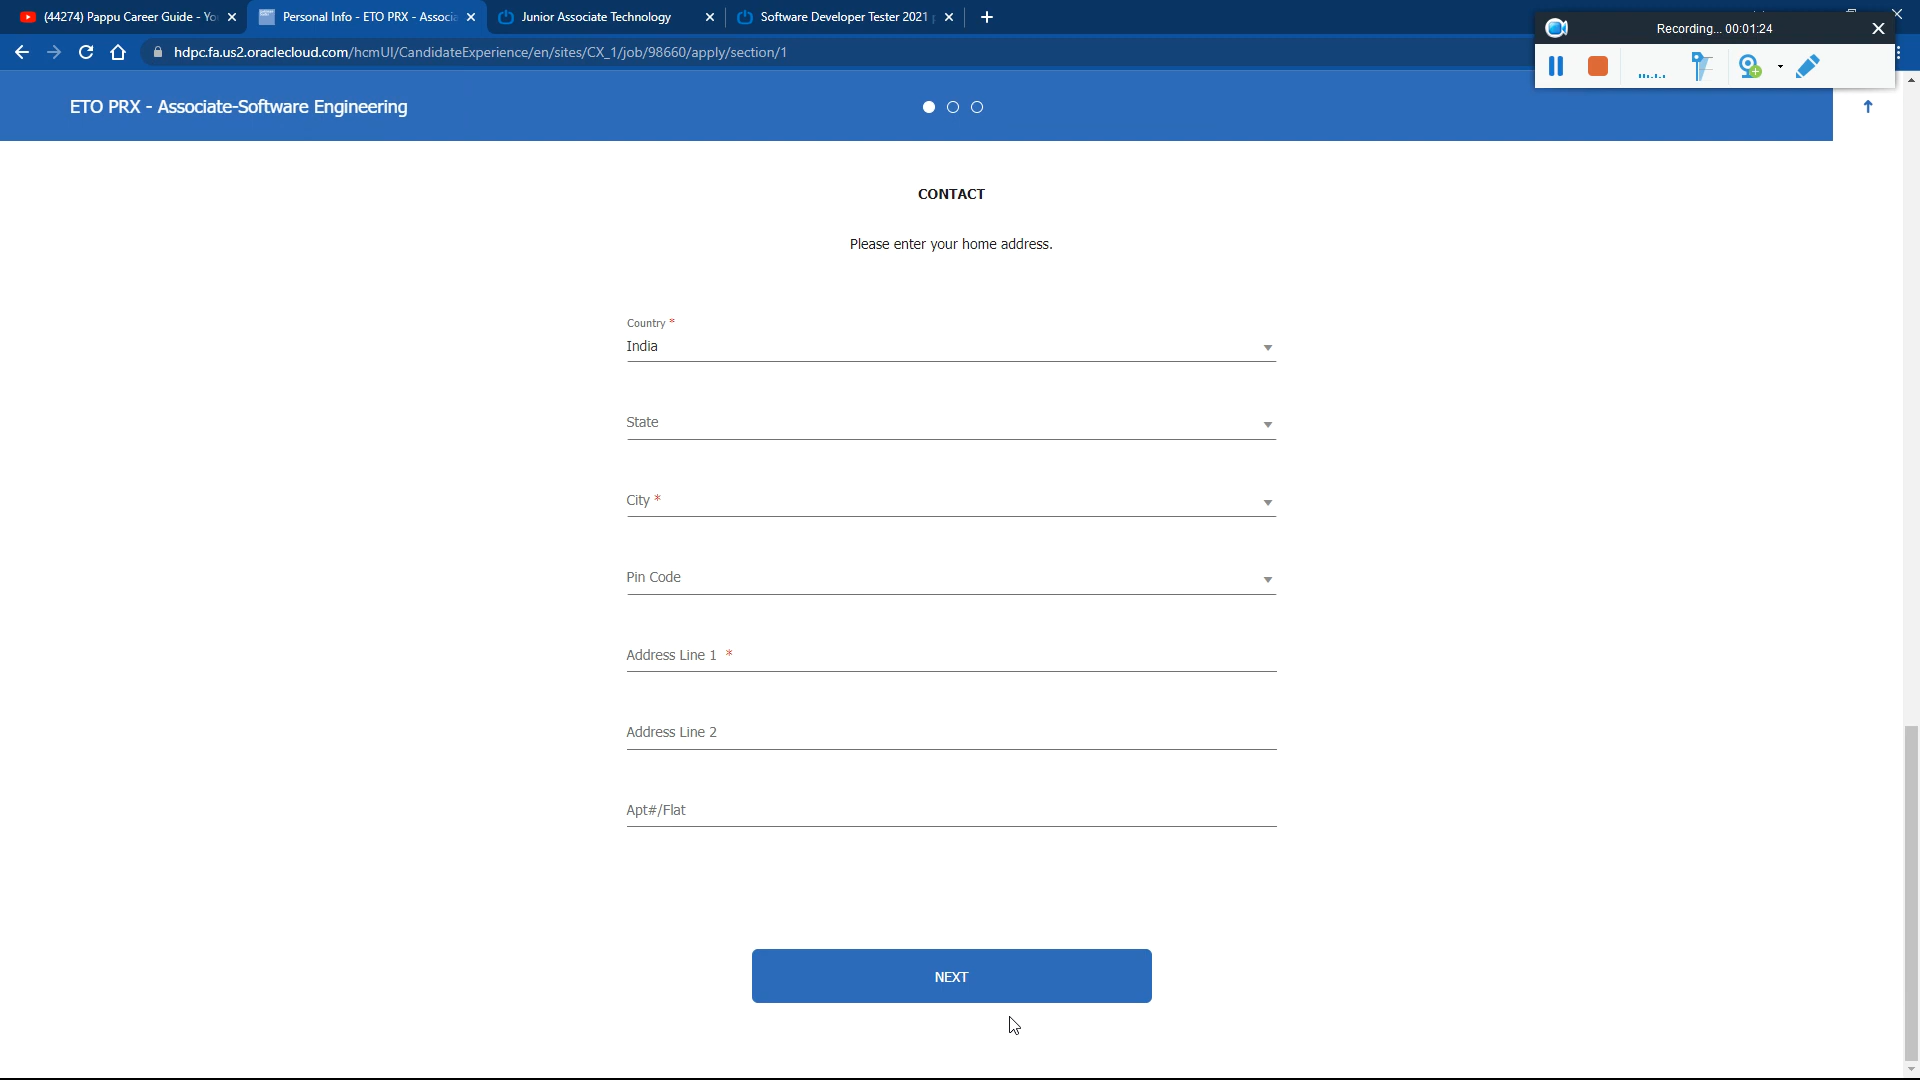 (44274) Pappu Career Guide - Yo
Personal Info - ETO PRX - Associa
Junior Associate Technology
Software Developer Tester 2021
Recording... 00:01:24
hdpc.fa.us2.oraclecloud.com/hcmUI/CandidateExperience/en/sites/CX_1/job/98660/apply/section/1
ETO PRX - Associate-Software Engineering
CONTACT
Please enter your home address.
Country *
India
State
City *
Pin Code
Address Line 1 *
Address Line 2
Apt#/Flat
NEXT